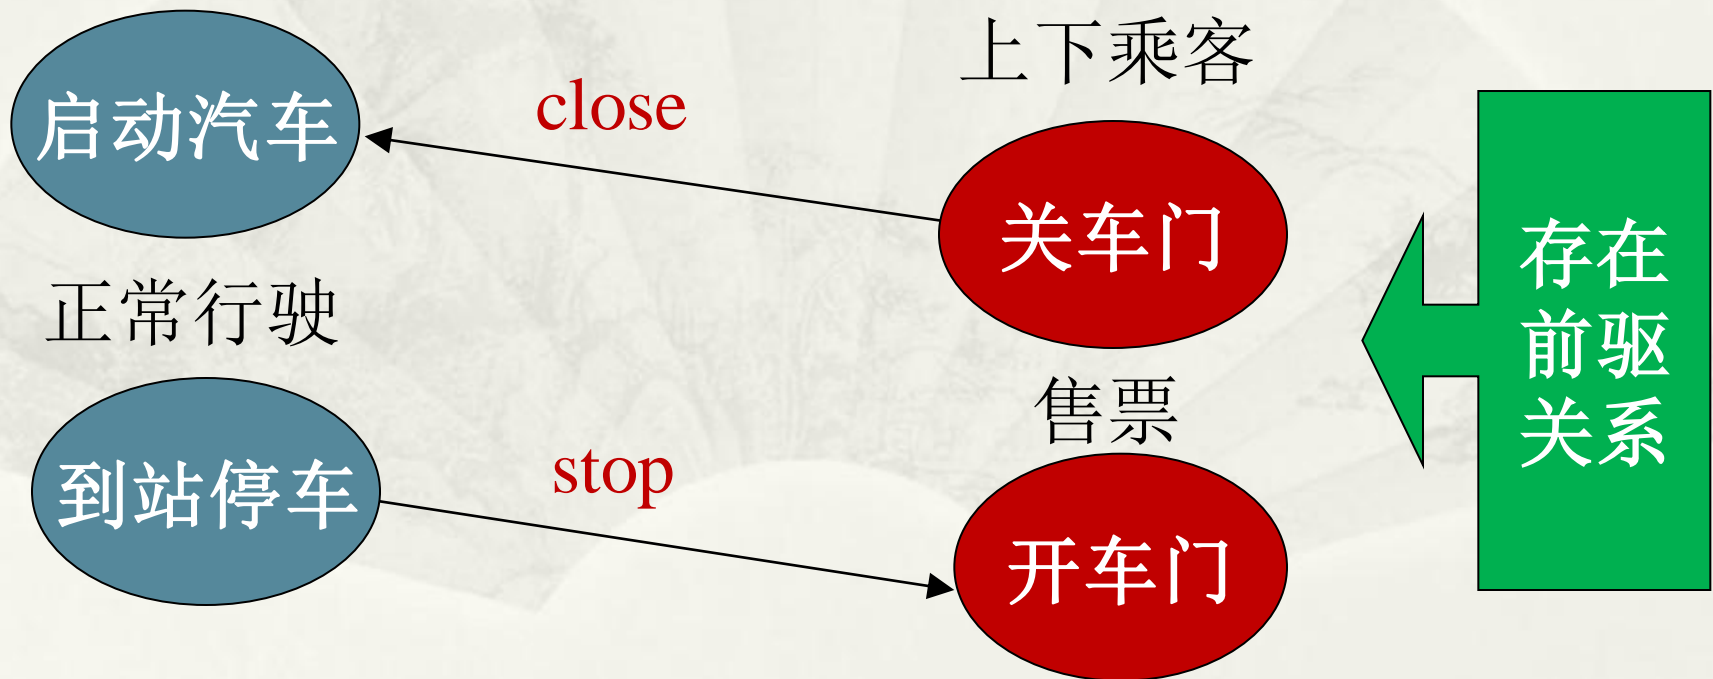 启动汽车
正常行驶
到站停车
close
stop
上下乘客
关车门
售票
开车门
存在
前驱
关系